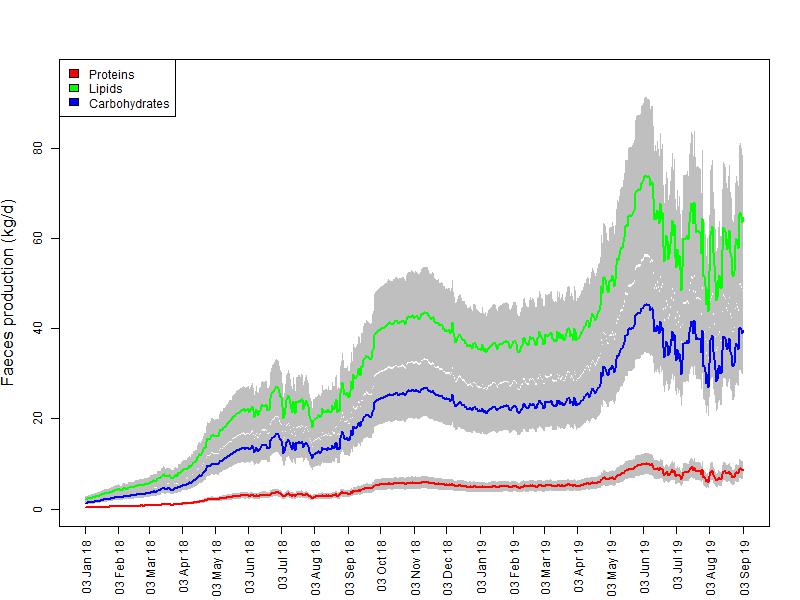 Proteins
Lipids
Carbohydrates
Faeces production (kg/d)
80
60
40
20
0
03 Jan 18
03 Feb 18
03 Mar 18
03 Apr 18
03 May 18
03 Jun 18
03 Jul 18
03 Aug 18
03 Sep 18
03 Oct 18
03 Nov 18
03 Dec 18
03 Jan 19
03 Feb 19
03 Mar 19
03 Apr 19
03 May 19
03 Jun 19
03 Jul 19
03 Aug 19
03 Sep 19